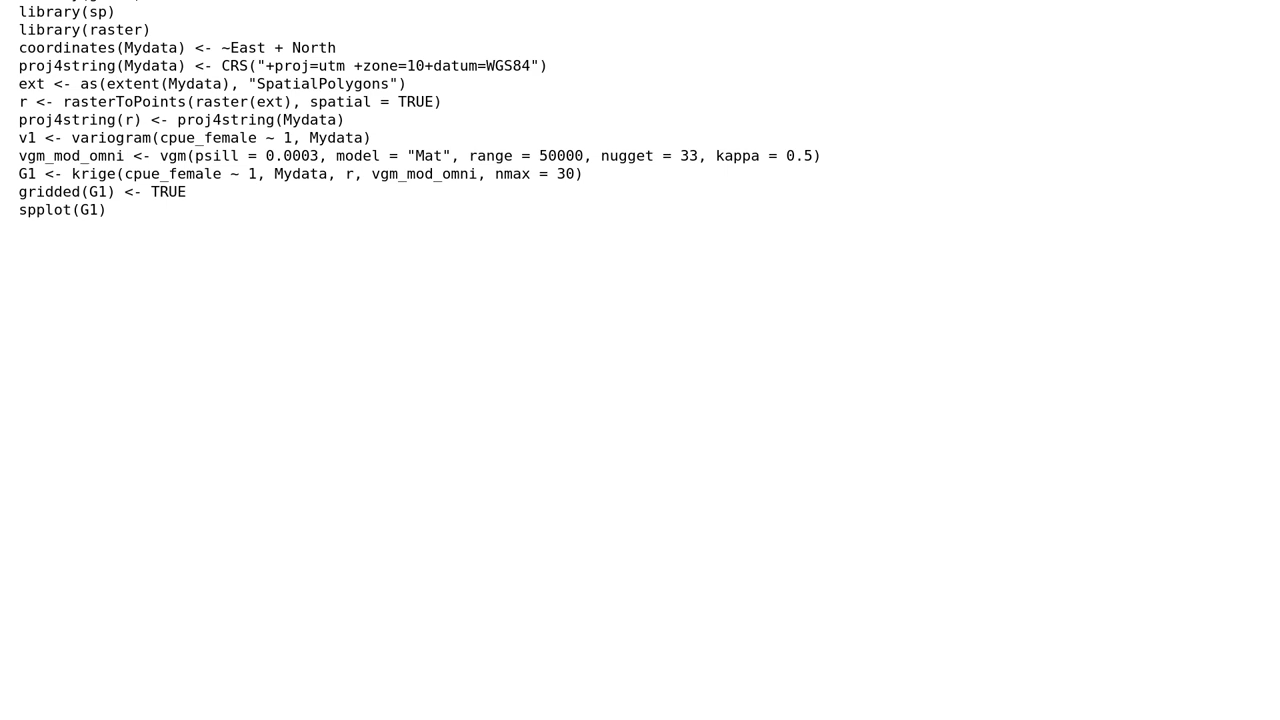 library(sp)
library(raster)
coordinates(Mydata) <- ~East + North
proj4string(Mydata) <- CRS("+proj=utm +zone=10+datum=WGS84")
ext <- as(extent(Mydata), "SpatialPolygons")
r <- rasterToPoints(raster(ext), spatial = TRUE)
proj4string(r) <- proj4string(Mydata)
v1 <- variogram(cpue_female ~ 1, Mydata)
vgm_mod_omni <- vgm(psill = 0.0003, model = "Mat", range = 50000, nugget = 33, kappa = 0.5)
G1 <- krige(cpue_female ~ 1, Mydata, r, vgm_mod_omni, nmax = 30)
gridded(G1) <- TRUE
spplot(G1)